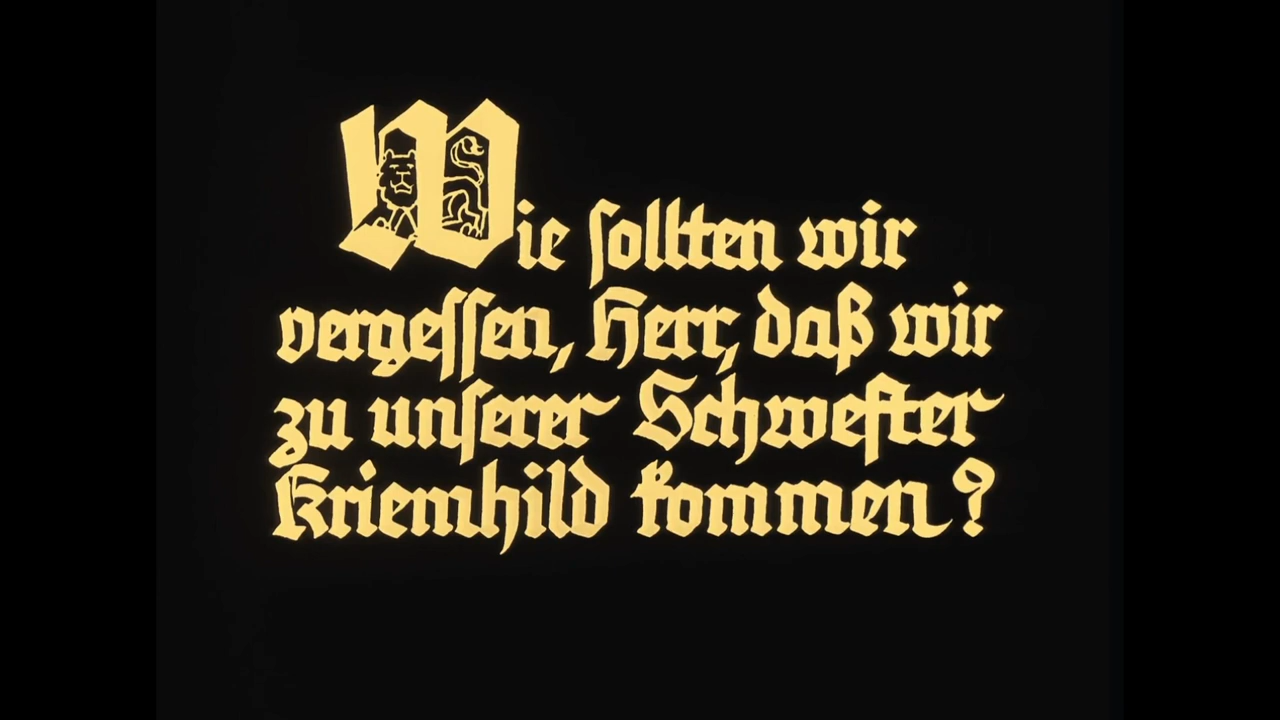 Wie sollten wir
vergessen, Herr, daß wir
zu unserer Schwester
Kriemhild kommen?